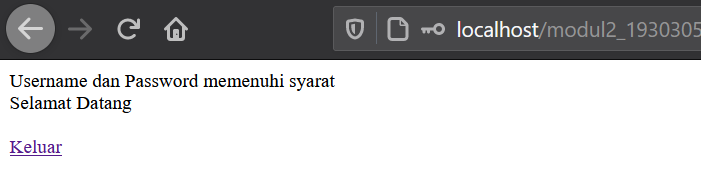 localhost/modul2_1930305
Username dan Password memenuhi syarat
Selamat Datang
Keluar